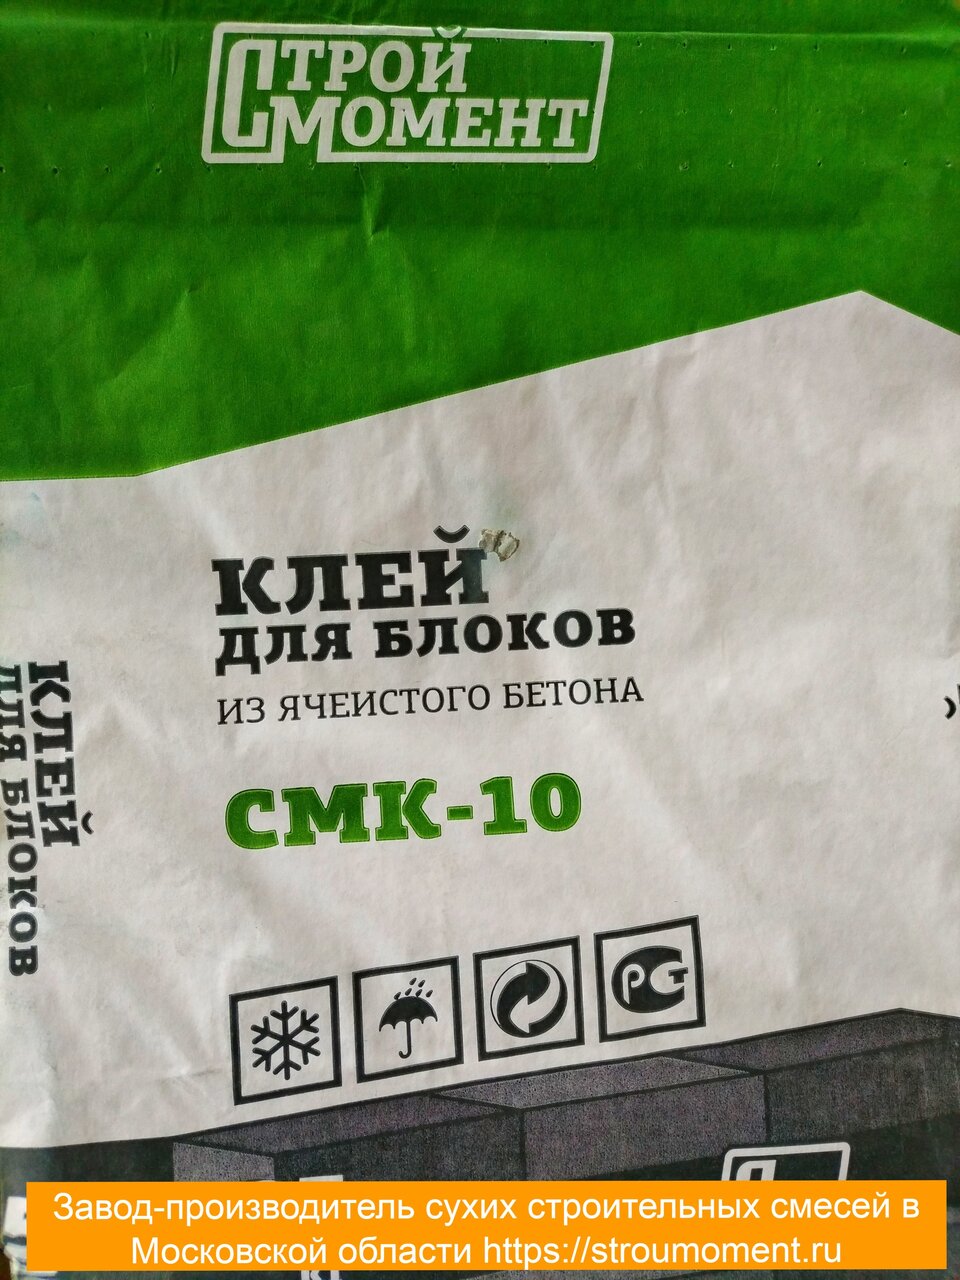 СТРОЙ
МОМЕНТ
КЛЕЙ
ДЛЯ БЛОКОВ
ИЗ ЯЧЕИСТОГО БЕТОНА
СМК-10
КЛЕЙ
ДЛЯ БЛОКОВ
РСТ
Завод-производитель сухих строительных смесей в
Московской области https://stroumoment.ru